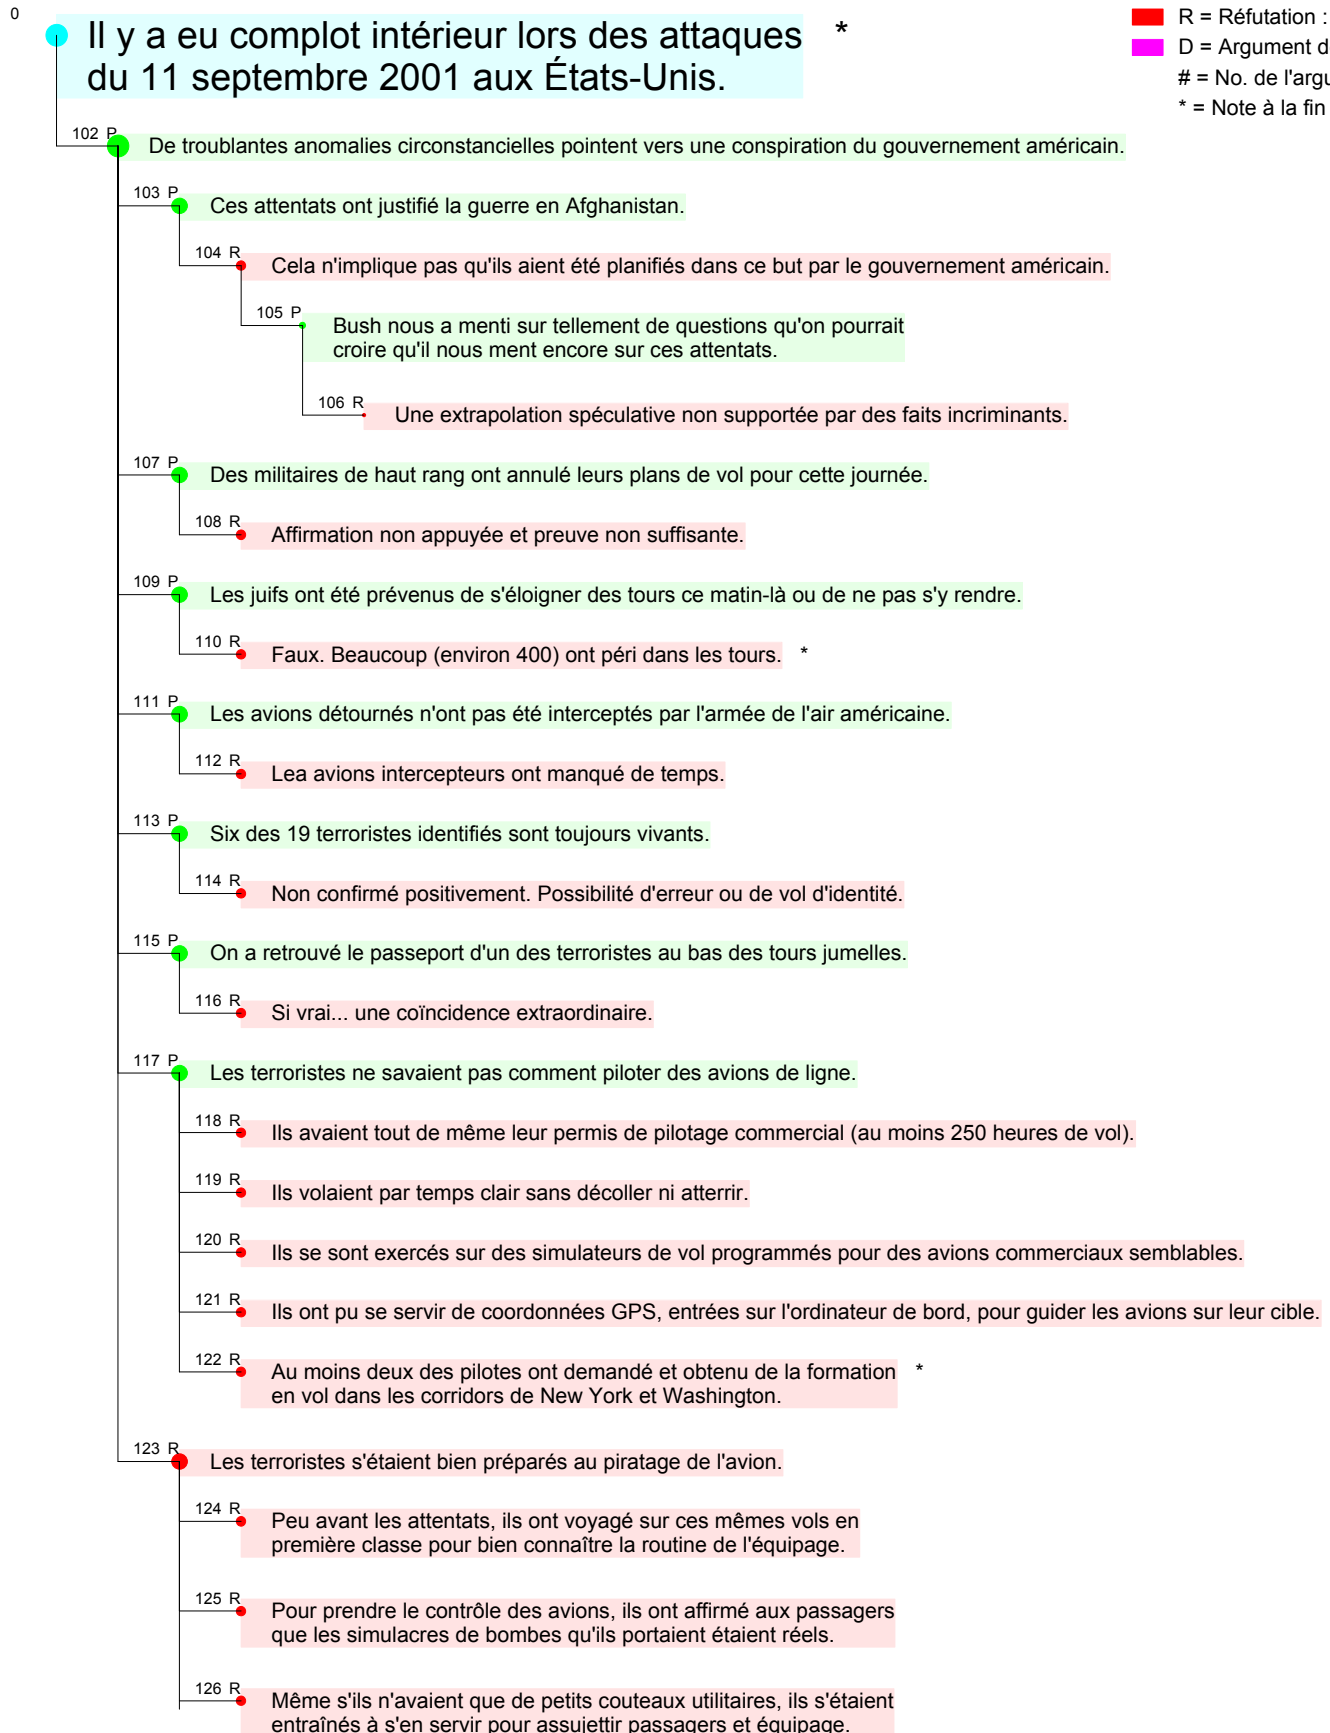 0
Il y a eu complot intérieur lors des attaques *
du 11 septembre 2001 aux États-Unis.
R = Réfutation :
D = Argument d
# = No. de l'argu
* = Note à la fin
102 P
De troublantes anomalies circonstancielles pointent vers une conspiration du gouvernement américain.
103 P
Ces attentats ont justifié la guerre en Afghanistan.
104 R
Cela n'implique pas qu'ils aient été planifiés dans ce but par le gouvernement américain.
105 P
Bush nous a menti sur tellement de questions qu'on pourrait
croire qu'il nous ment encore sur ces attentats.
106 R
Une extrapolation spéculative non supportée par des faits incriminants.
107 P
Des militaires de haut rang ont annulé leurs plans de vol pour cette journée.
108 R
Affirmation non appuyée et preuve non suffisante.
109 P
Les juifs ont été prévenus de s'éloigner des tours ce matin-là ou de ne pas s'y rendre.
110 R
Faux. Beaucoup (environ 400) ont péri dans les tours. *
111 P
Les avions détournés n'ont pas été interceptés par l'armée de l'air américaine.
112 R
Lea avions intercepteurs ont manqué de temps.
113 P
Six des 19 terroristes identifiés sont toujours vivants.
114 R
Non confirmé positivement. Possibilité d'erreur ou de vol d'identité.
115 P
On a retrouvé le passeport d'un des terroristes au bas des tours jumelles.
116 R
Si vrai... une coïncidence extraordinaire.
117 P
Les terroristes ne savaient pas comment piloter des avions de ligne.
118 R
Ils avaient tout de même leur permis de pilotage commercial (au moins 250 heures de vol).
119 R
Ils volaient par temps clair sans décoller ni atterrir.
120 R
Ils se sont exercés sur des simulateurs de vol programmés pour des avions commerciaux semblables.
121 R
Ils ont pu se servir de coordonnées GPS, entrées sur l'ordinateur de bord, pour guider les avions sur leur cible.
122 R
Au moins deux des pilotes ont demandé et obtenu de la formation *
en vol dans les corridors de New York et Washington.
123 R
Les terroristes s'étaient bien préparés au piratage de l'avion.
124 R
Peu avant les attentats, ils ont voyagé sur ces mêmes vols en
première classe pour bien connaître la routine de l'équipage.
125 R
Pour prendre le contrôle des avions, ils ont affirmé aux passagers
que les simulacres de bombes qu'ils portaient étaient réels.
126 R
Même s'ils n'avaient que de petits couteaux utilitaires, ils s'étaient
entraînés à s'en servir pour assujettir passagers et équipage.